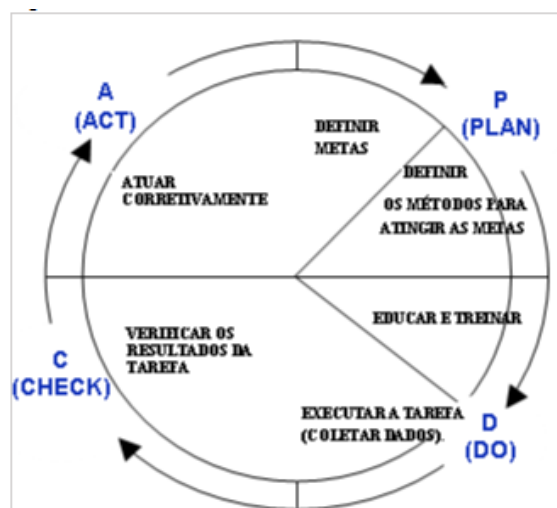 A
(ACT)
P
(PLAN)
DEFINIR
METAS
DEFINIR
OS MÉTODOS PARA
ATINGIR AS METAS
ATUAR
CORRETIVAMENTE
EDUCAR E TREINAR
VERIFICAR OS
RESULTADOS DA
TAREFA
C
(CHECK)
EXECUTAR A TAREFA
(COLETAR DADOS).
D
(DO)